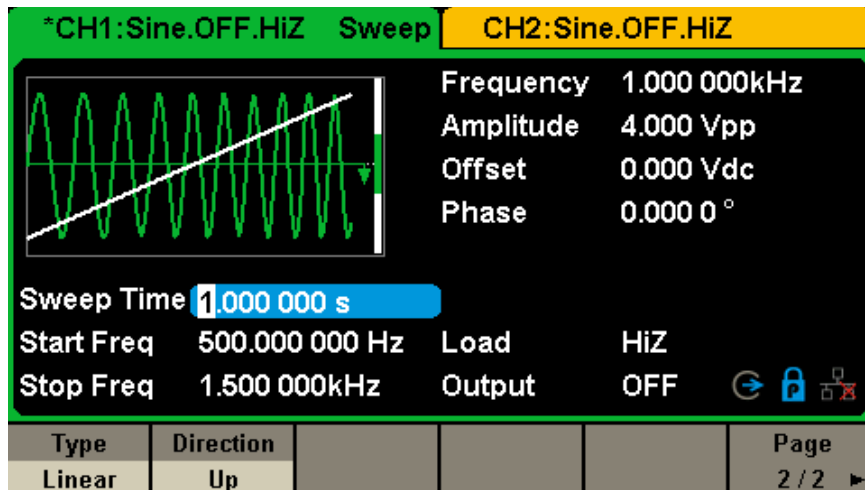 *CH1:Sine.OFF.HiZ Sweep
CH2:Sine.OFF.HiZ
Frequency 1.000 000kHz
Amplitude 4.000 Vpp
Offset 0.000 Vdc
Phase 0.000 0 °
Sweep Time 1.000 000 s
Start Freq 500.000 000 Hz
Load HiZ
Stop Freq 1.500 000kHz
Output OFF
P
Type
Linear
Direction
Up
Page
2 / 2